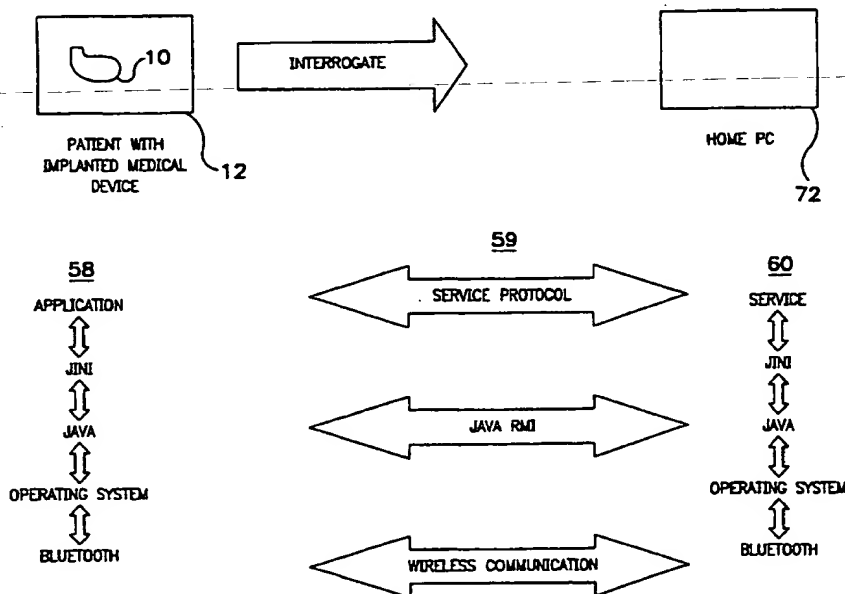 10
INTERROGATE
PATIENT WITH
IMPLANTED MEDICAL
DEVICE
12
HOME PC
72
58
59
60
APPLICATION
SERVICE PROTOCOL
SERVICE
JINI
JINI
JAVA
JAVA RMI
JAVA
OPERATING SYSTEM
OPERATING SYSTEM
BLUETOOTH
WIRELESS COMMUNICATION
BLUETOOTH